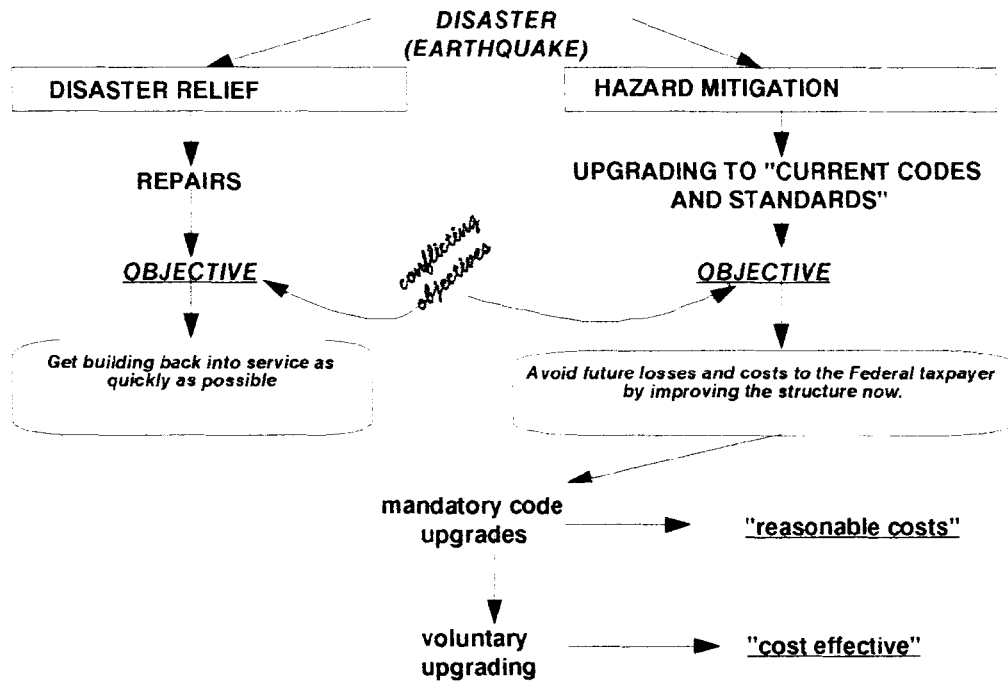 DISASTER
(EARTHQUAKE)
DISASTER RELIEF
HAZARD MITIGATION
REPAIRS
UPGRADING TO "CURRENT CODES
AND STANDARDS"
conflicting
objectives
OBJECTIVE
OBJECTIVE
Get building back into service as
quickly as possible
Avoid future losses and costs to the Federal taxpayer
by improving the structure now.
mandatory code
upgrades
"reasonable costs"
voluntary
upgrading
"cost effective"